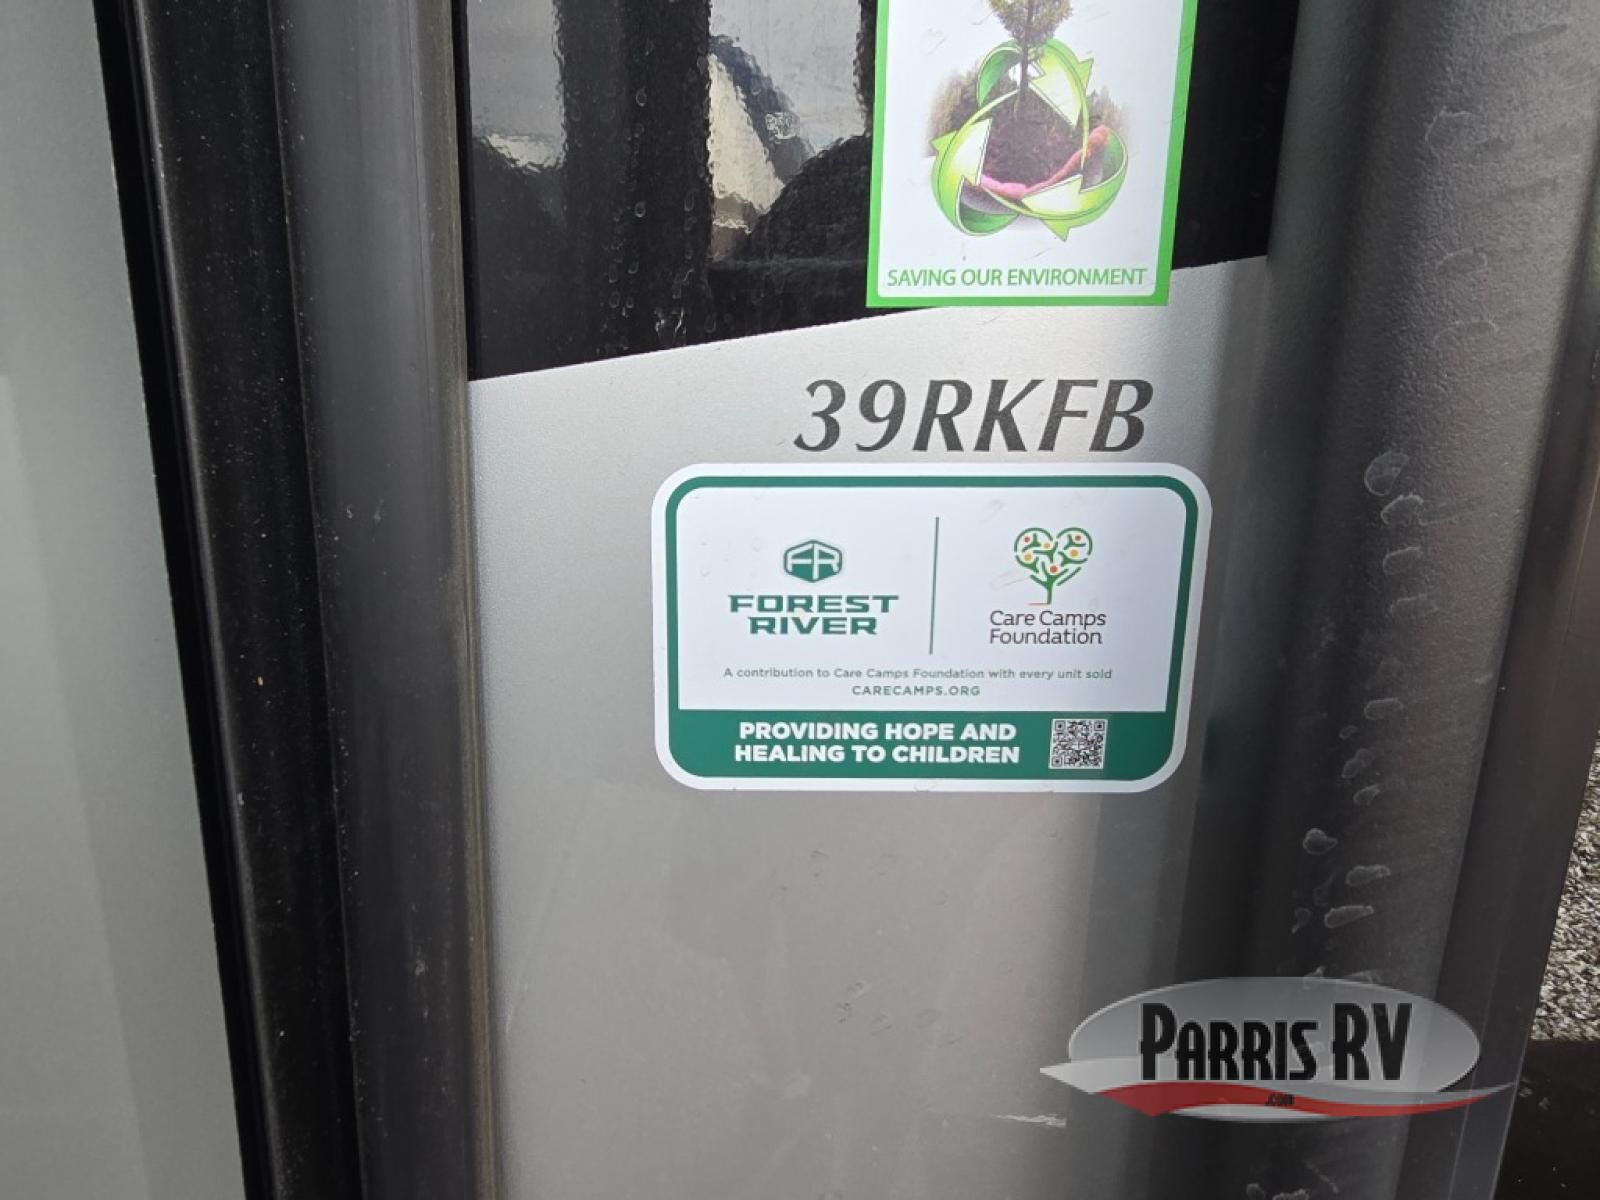 SAVING OUR ENVIRONMENT
39RKFB
FR
FOREST
RIVER
Care Camps
Foundation
A contribution to Care Camps Foundation with every unit sold
CARECAMPS.ORG
PROVIDING HOPE AND
HEALING TO CHILDREN
PARRIS RV
.com